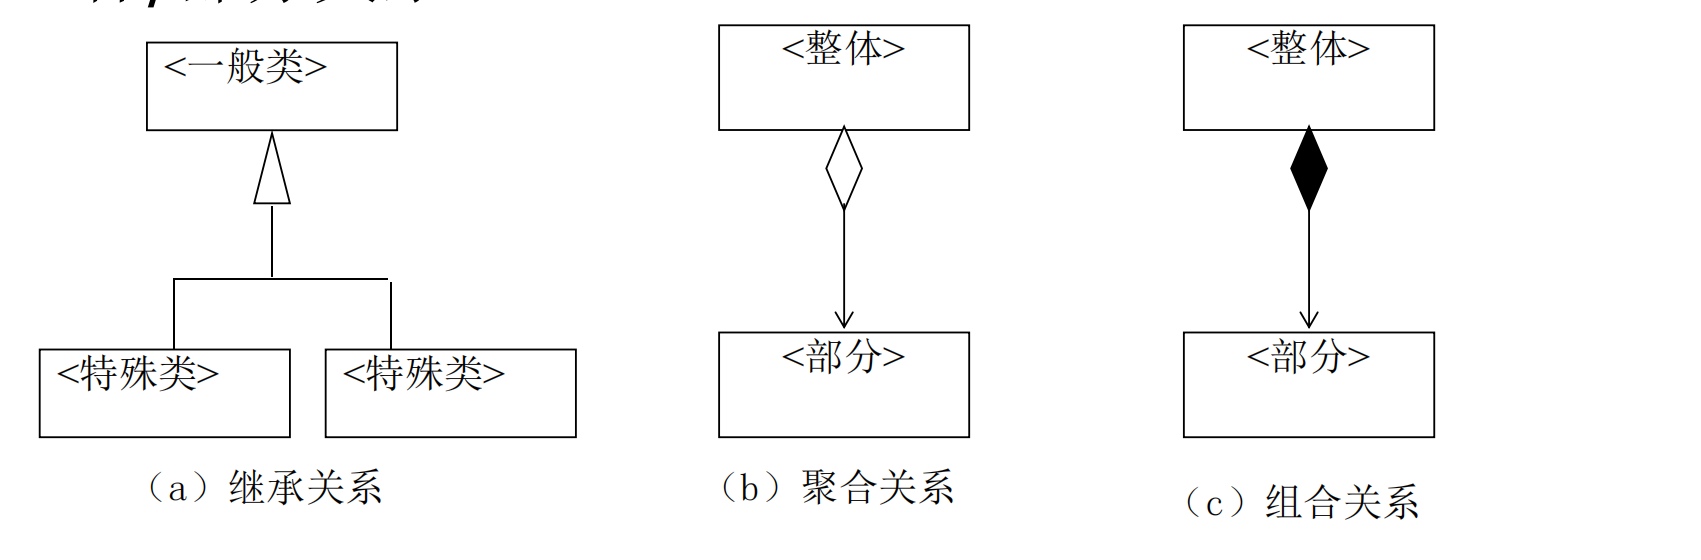 <一般类>
<特殊类>
<特殊类>
（a）继承关系
<整体>
<部分>
（b）聚合关系
<整体>
<部分>
（c）组合关系